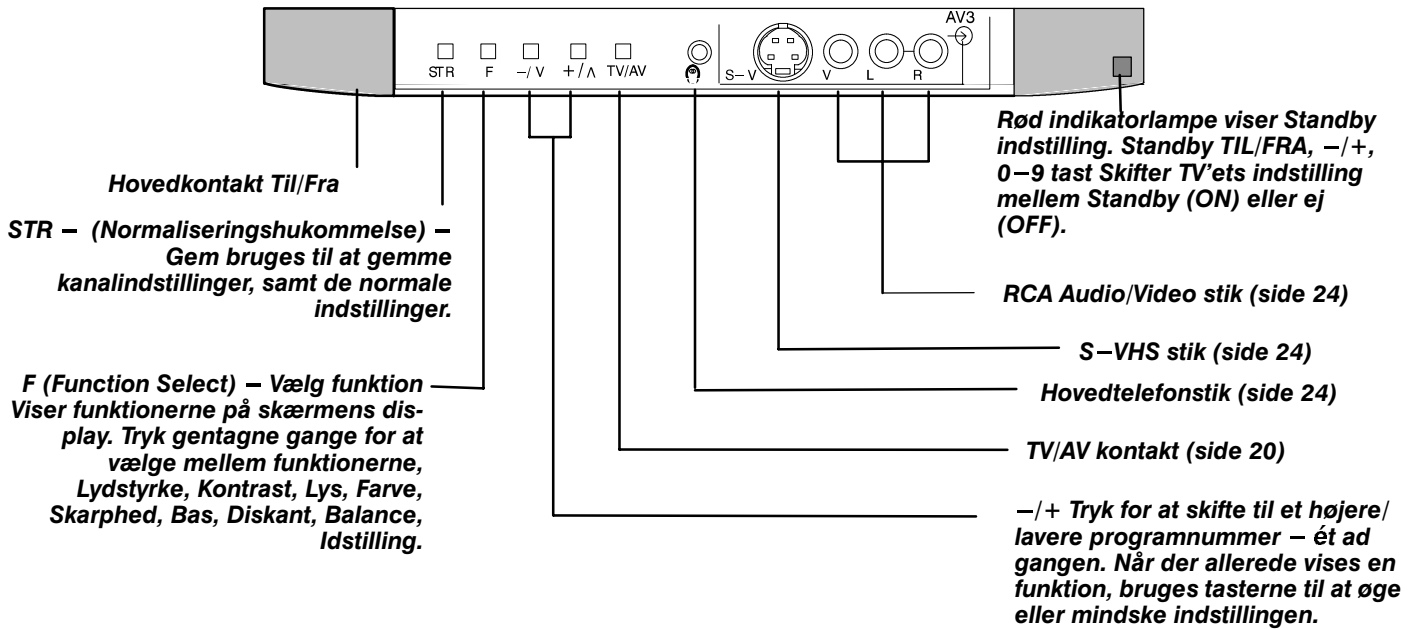 AV3
STR F –/ V +/Λ TV/AV S–V V L R
Rød indikatorlampe viser Standby
indstilling. Standby TIL/FRA, –/+,
0–9 tast Skifter TV’ets indstilling
mellem Standby (ON) eller ej
(OFF).
Hovedkontakt Til/Fra
STR – (Normaliseringshukommelse) –
Gem bruges til at gemme
kanalindstillinger, samt de normale
indstillinger.
F (Function Select) – Vælg funktion
Viser funktionerne på skærmens dis-
play. Tryk gentagne gange for at
vælge mellem funktionerne,
Lydstyrke, Kontrast, Lys, Farve,
Skarphed, Bas, Diskant, Balance,
Idstilling.
RCA Audio/Video stik (side 24)
S–VHS stik (side 24)
Hovedtelefonstik (side 24)
TV/AV kontakt (side 20)
–/+ Tryk for at skifte til et højere/
lavere programnummer – ét ad
gangen. Når der allerede vises en
funktion, bruges tasterne til at øge
eller mindske indstillingen.